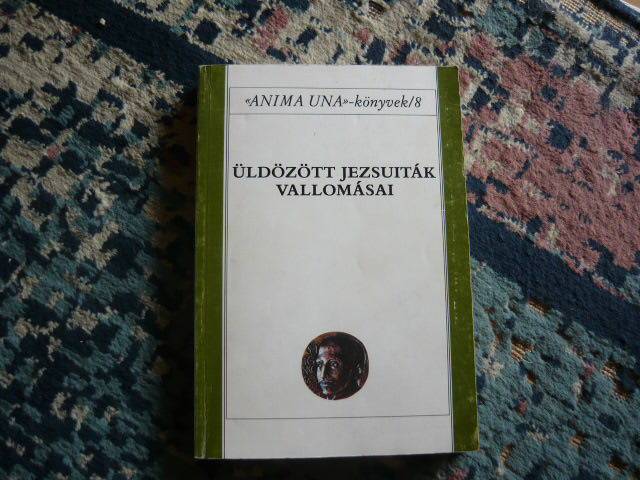 «ANIMA UNA»-könyvek/8
ÜLDÖZÖTT JEZSUITÁK
VALLOMÁSAI